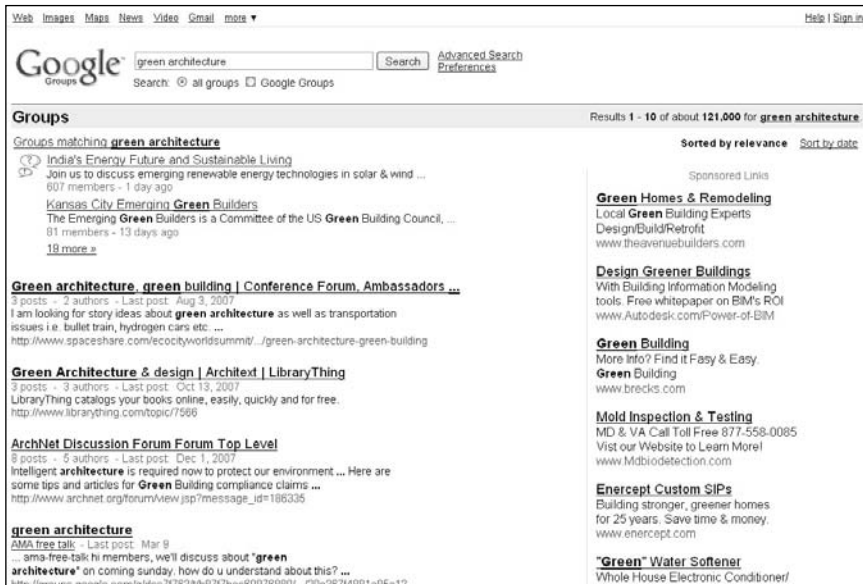 Web Images Maps News Video Gmail more ▼
Help | Sign in
Google
Groups
green architecture
Search
Advanced Search
Preferences
Search: all groups Google Groups
Groups
Results 1 - 10 of about 121,000 for green architecture
Groups matching green architecture
Sorted by relevance Sort by date
India's Energy Future and Sustainable Living
Join us to discuss emerging renewable energy technologies in solar & wind ...
607 members - 1 day ago
Kansas City Emerging Green Builders
The Emerging Green Builders is a Committee of the US Green Building Council, ...
81 members - 13 days ago
19 more »
Green architecture, green building | Conference Forum, Ambassadors ...
3 posts - 2 authors - Last post: Aug 3, 2007
I am looking for story ideas about green architecture as well as transportation
issues i.e. bullet train, hydrogen cars etc. ...
http://www.spaceshare.com/ecocityworldsummit/.../green-architecture-green-building
Green Architecture & design | Architext | LibraryThing
3 posts - 3 authors - Last post: Oct 13, 2007
LibraryThing catalogs your books online, easily, quickly and for free.
http://www.librarything.com/topic/7566
ArchNet Discussion Forum Forum Top Level
8 posts - 5 authors - Last post: Dec 1, 2007
Intelligent architecture is required now to protect our environment ... Here are
some tips and articles for Green Building compliance claims ...
http://www.archnet.org/forum/view.jsp?message_id=186335
green architecture
AMA free talk - Last post: Mar 9
... ama-free-talk hi members, we'll discuss about "green
architecture" on coming sunday. how do u understand about this? ...
Sponsored Links
Green Homes & Remodeling
Local Green Building Experts
Design/Build/Retrofit
www.theavenuebuilders.com
Design Greener Buildings
With Building Information Modeling
tools. Free whitepaper on BIM's ROI
www.Autodesk.com/Power-of-BIM
Green Building
More Info? Find it Fast & Easy.
Green Building
www.brecks.com
Mold Inspection & Testing
MD & VA Call Toll Free 877-558-0085
Vist our Website to Learn More!
www.Mdbiodetection.com
Enercept Custom SIPs
Building stronger, greener homes
for 25 years. Save time & money.
www.enercept.com
"Green" Water Softener
Whole House Electronic Conditioner/